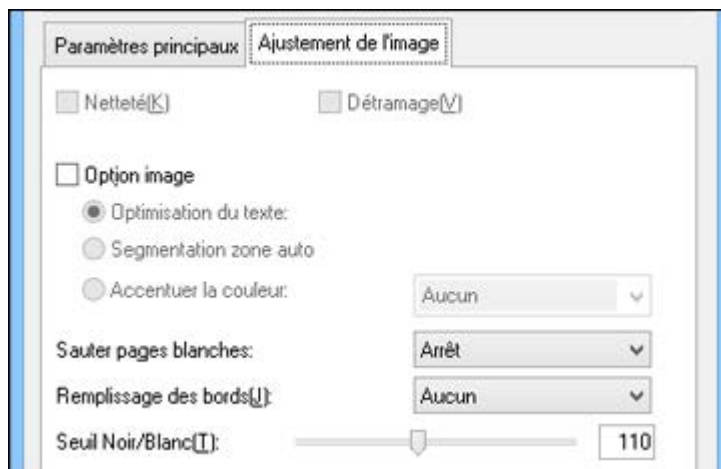 Paramètres principaux Ajustement de l'image
Netteté(K) Détramage(V)
Option image
Optimisation du texte:
Segmentation zone auto
Accentuer la couleur: Aucun
Sauter pages blanches: Arrêt
Remplissage des bords(J): Aucun
Seuil Noir/Blanc(T): 110